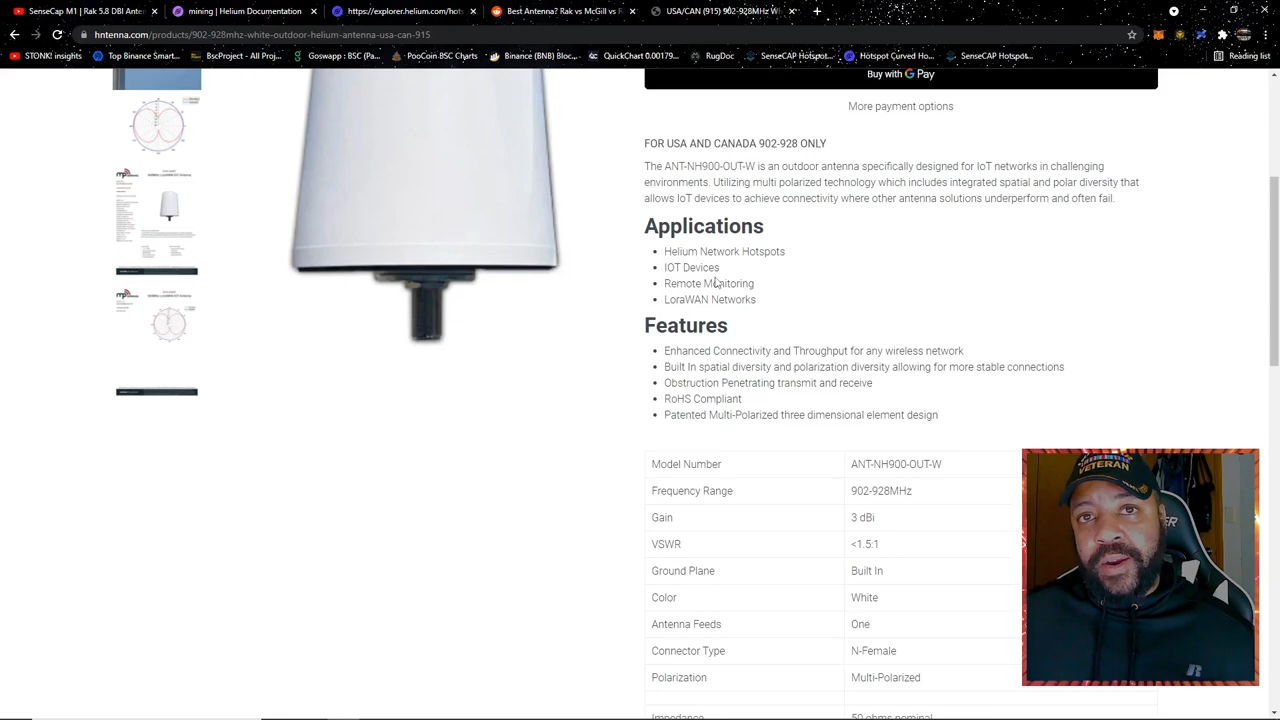 SenseCap M1 | Rak 5.8 DBI Anten
mining | Helium Documentation
https://explorer.helium.com/hots
Best Antenna? Rak vs McGill vs R
USA/CAN (915) 902-928MHz Wh
hntenna.com/products/902-928mhz-white-outdoor-helium-antenna-usa-can-915
STONK! insights
Top Binance Smart...
BscProject - All Proj...
Goswapp : BSC (Pa...
PooCoin BSC Charts
Binance (BNB) Bloc...
QuickChart 0.00179...
RugDoc
SenseCAP Hotspot...
Hotspot Curved Ho...
SenseCAP Hotspot...
Reading list
Buy with G Pay
More payment options
FOR USA AND CANADA 902-928 ONLY
The ANT-NH900-OUT-W is an outdoor antenna specifically designed for IoT networks in challenging
environments. Utilizing multi polarized technology which includes integrated spatial and polar diversity that
allows IoT devices to achieve connections where other antenna solutions underperform and often fail.
Applications
Helium Network Hotspots
IOT Devices
Remote Monitoring
LoraWAN Networks
Features
Enhanced Connectivity and Throughput for any wireless network
Built In spatial diversity and polarization diversity allowing for more stable connections
Obstruction Penetrating transmit and receive
RoHS Compliant
Patented Multi-Polarized three dimensional element design
Model Number ANT-NH900-OUT-W
Frequency Range 902-928MHz
Gain 3 dBi
VSWR <1.5:1
Ground Plane Built In
Color White
Antenna Feeds One
Connector Type N-Female
Polarization Multi-Polarized
Impedance 50 ohms nominal
mp
mp
VETERAN